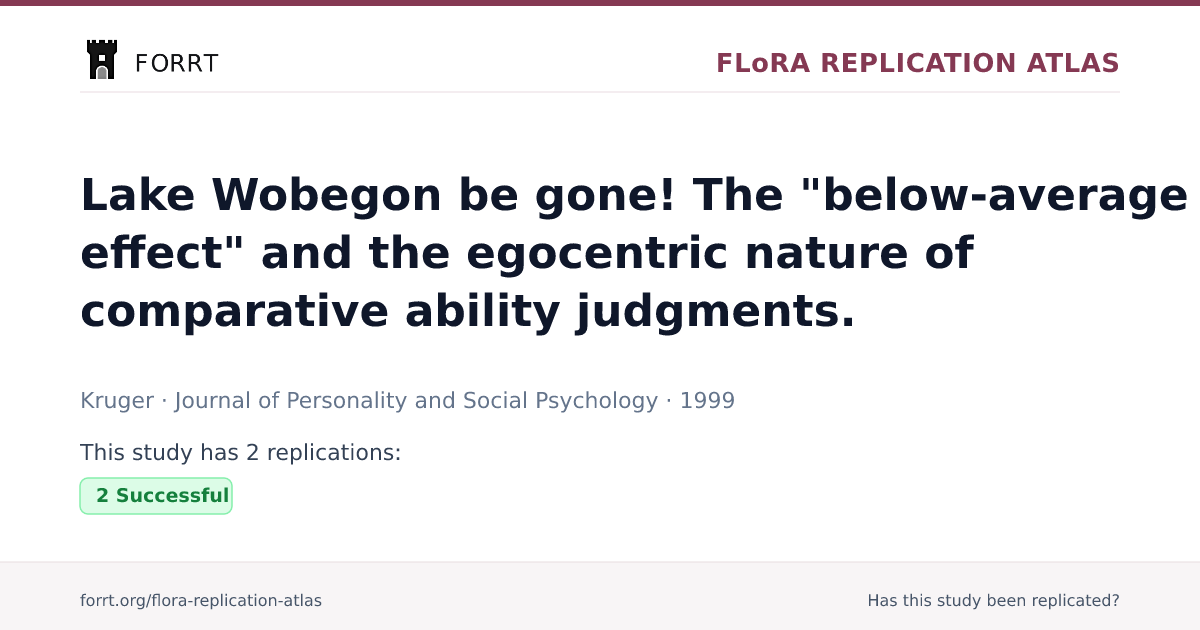 FORRT
FLoRA REPLICATION ATLAS
Lake Wobegon be gone! The "below-average
effect" and the egocentric nature of
comparative ability judgments.
Kruger · Journal of Personality and Social Psychology · 1999
This study has 2 replications:
2 Successful
forrt.org/flora-replication-atlas
Has this study been replicated?